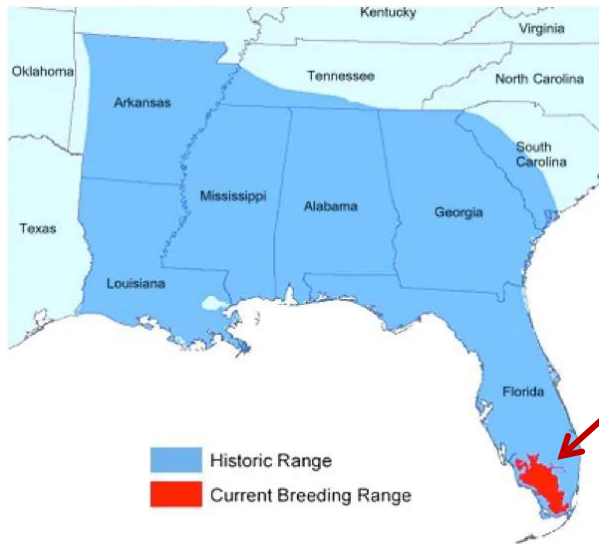 Kentucky
Virginia
Oklahoma
Tennessee
North Carolina
Arkansas
South
Carolina
Mississippi
Alabama
Georgia
Texas
Louisiana
Florida
Historic Range
Current Breeding Range